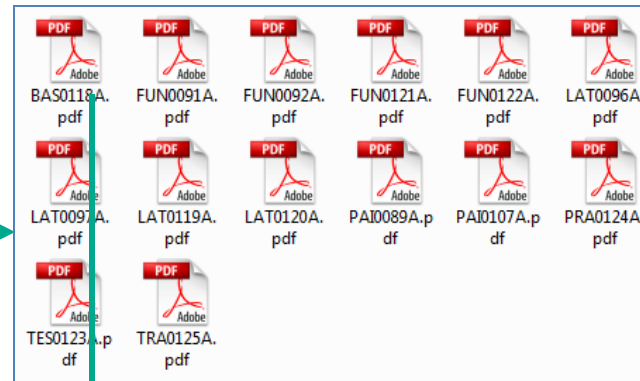 PDF PDF PDF PDF PDF PDF
Adobe Adobe Adobe Adobe Adobe Adobe
BAS0118A. FUN0091A. FUN0092A. FUN0121A. FUN0122A. LAT0096A
pdf pdf pdf pdf pdf pdf
PDF PDF PDF PDF PDF PDF
Adobe Adobe Adobe Adobe Adobe Adobe
LAT0097A. LAT0119A. LAT0120A. PAI0089A.p PAI0107A.p PRA0124A
pdf pdf pdf df df pdf
PDF PDF
Adobe Adobe
TES0123A.p TRA0125A.
df pdf